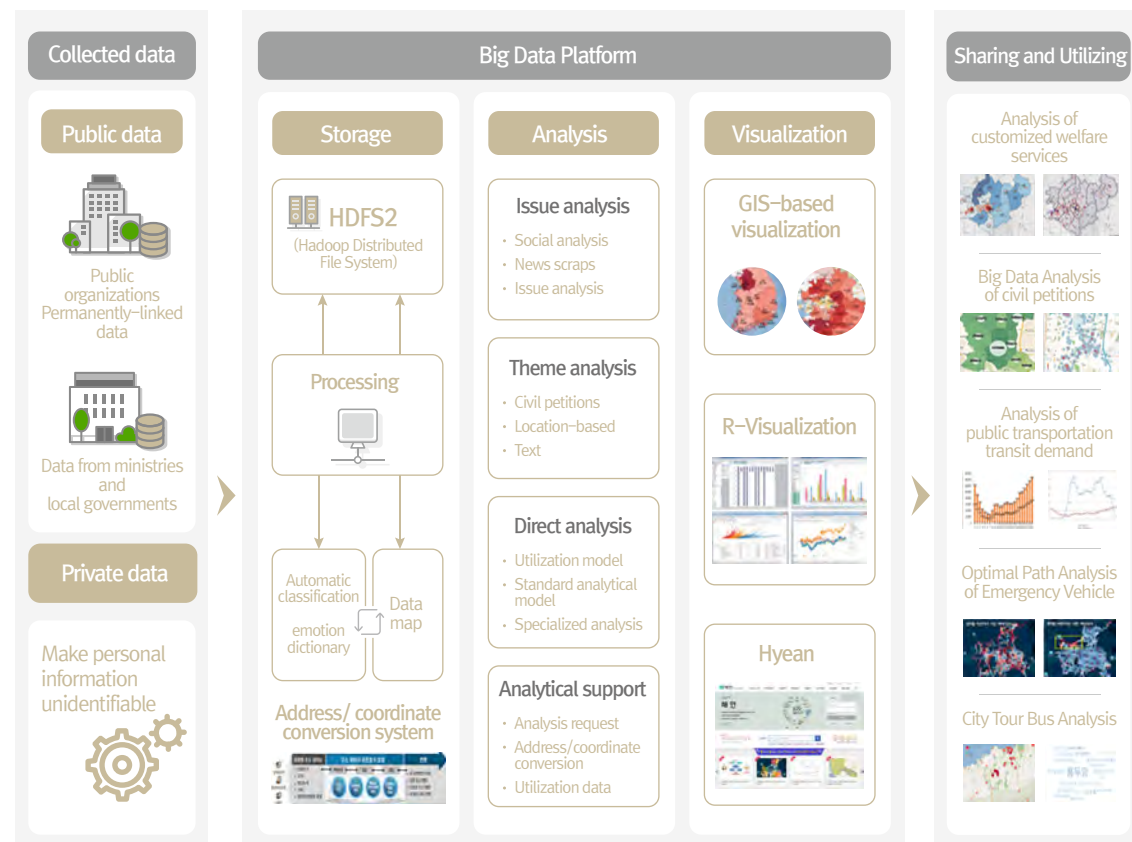 Collected data
Public data
Public
organizations
Permanently-linked
data
Data from ministries
and
local governments
Private data
Make personal
information
unidentifiable
Big Data Platform
Storage
HDFS2
(Hadoop Distributed
File System)
Processing
Automatic
classification
emotion
dictionary
Data
map
Address/ coordinate
conversion system
Analysis
Issue analysis
· Social analysis
· News scraps
· Issue analysis
Theme analysis
· Civil petitions
· Location-based
· Text
Direct analysis
· Utilization model
· Standard analytical
model
· Specialized analysis
Analytical support
· Analysis request
· Address/coordinate
conversion
· Utilization data
Visualization
GIS-based
visualization
R-Visualization
Hyean
혜안
Sharing and Utilizing
Analysis of
customized welfare
services
Big Data Analysis
of civil petitions
Analysis of
public transportation
transit demand
Optimal Path Analysis
of Emergency Vehicle
City Tour Bus Analysis